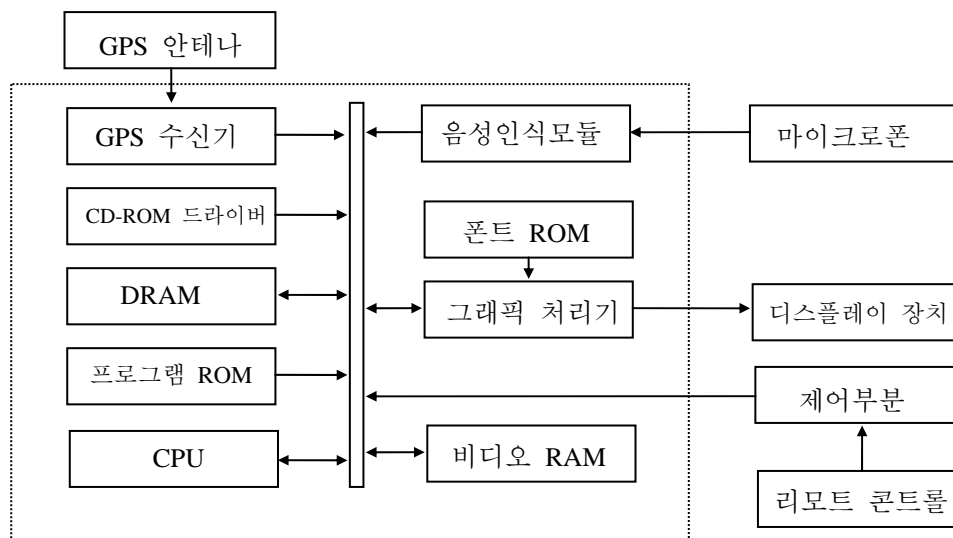 GPS 안테나
GPS 수신기
음성인식모듈
마이크로폰
CD-ROM 드라이버
폰트 ROM
DRAM
그래픽 처리기
디스플레이 장치
프로그램 ROM
제어부분
CPU
비디오 RAM
리모트 콘트롤